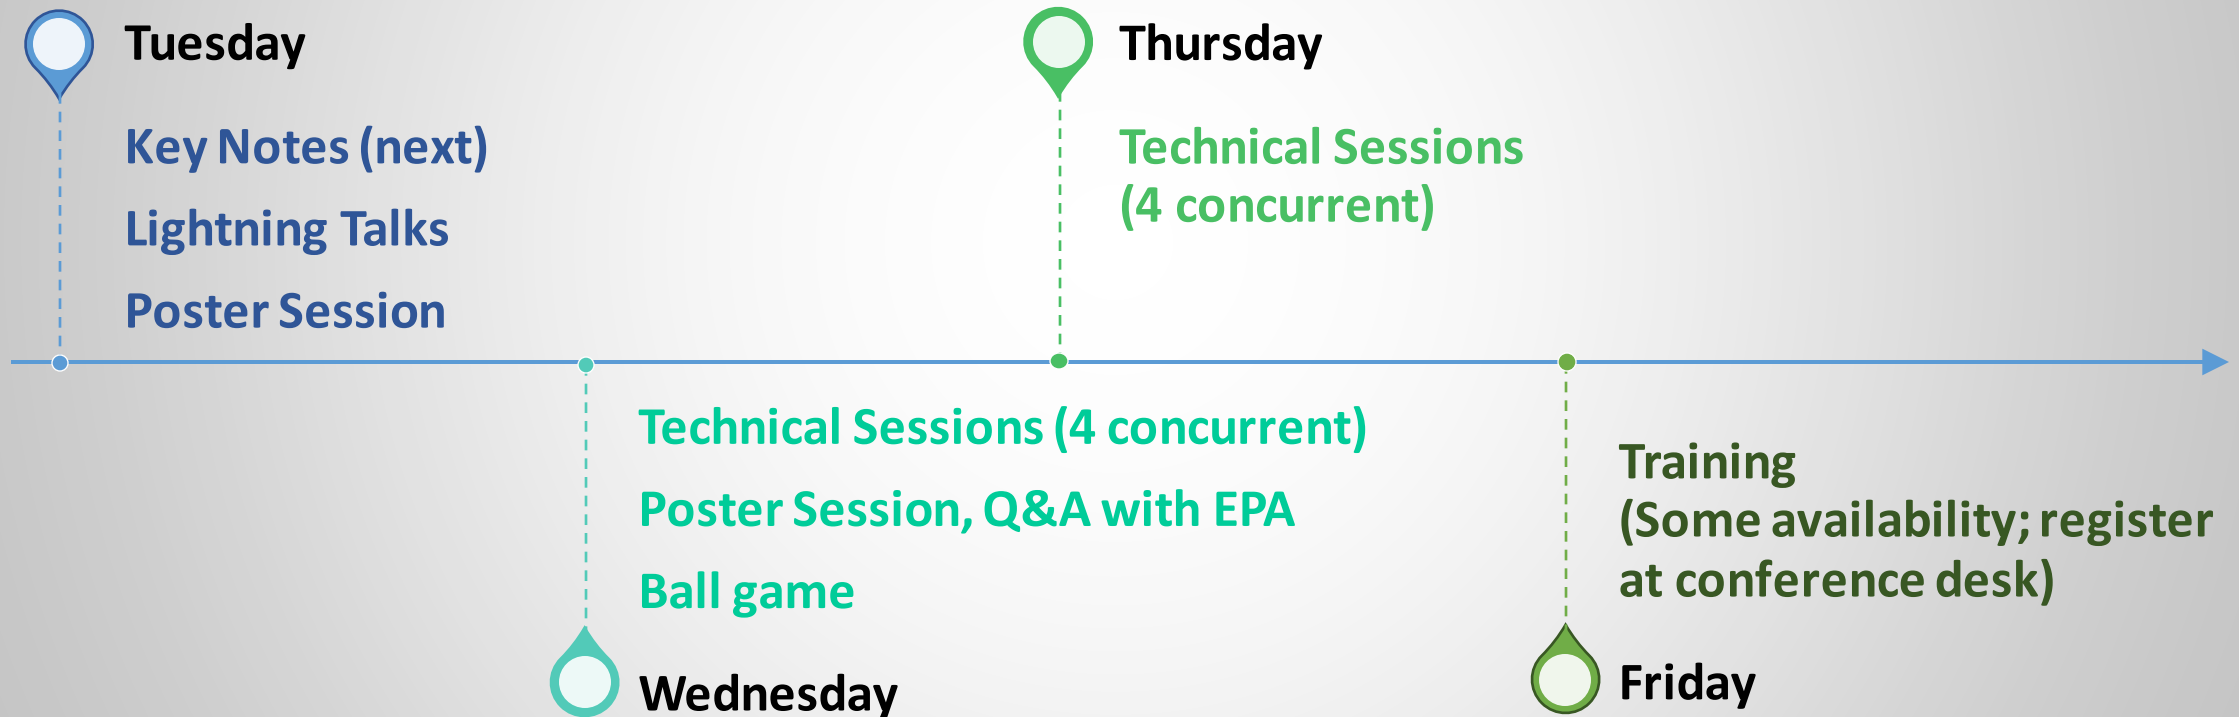 Tuesday
Key Notes (next)
Lightning Talks
Poster Session
Technical Sessions (4 concurrent)
Poster Session, Q&A with EPA
Ball game
Wednesday
Thursday
Technical Sessions
(4 concurrent)
Training
(Some availability; register
at conference desk)
Friday